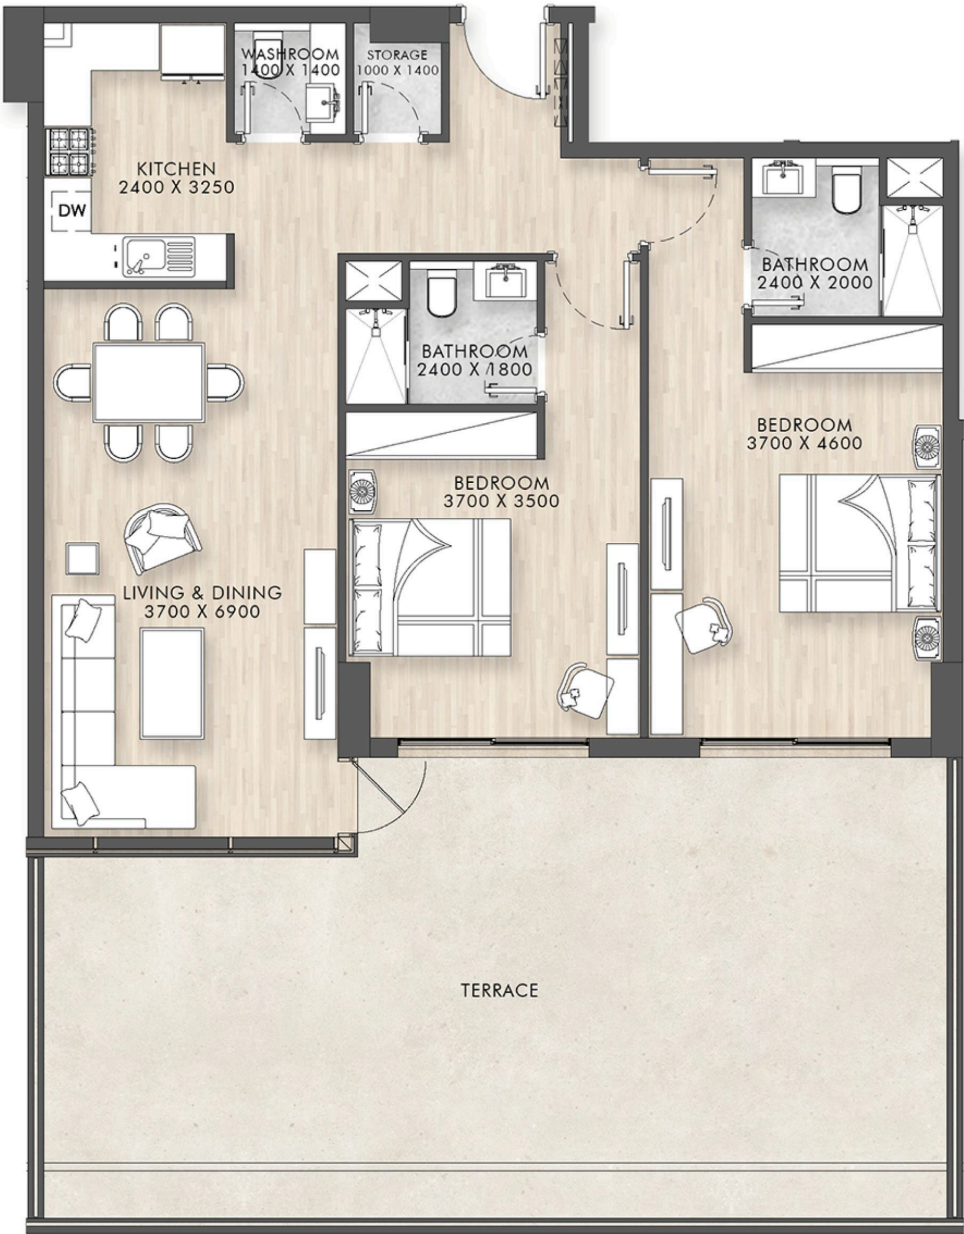 WASHROOM
1400 X 1400
STORAGE
1000 X 1400
KITCHEN
2400 X 3250
DW
BATHROOM
2400 X 2000
BATHROOM
2400 X 1800
BEDROOM
3700 X 4600
BEDROOM
3700 X 3500
LIVING & DINING
3700 X 6900
TERRACE